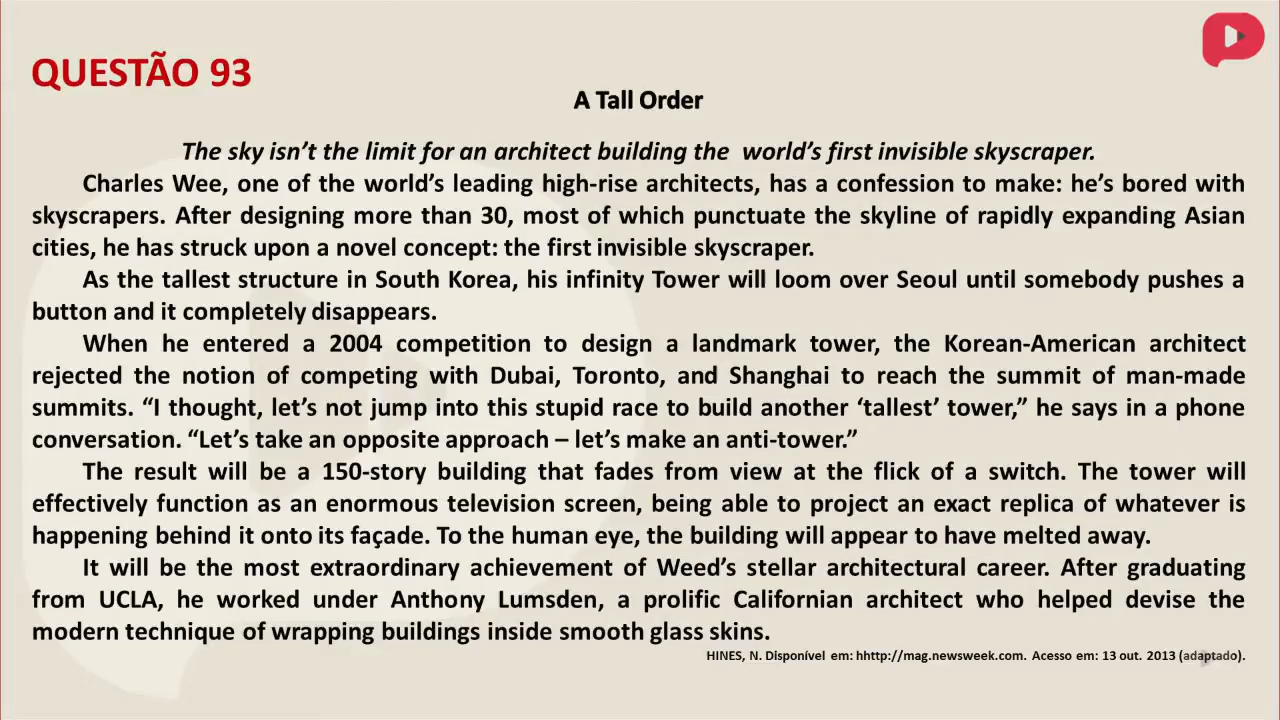 QUESTÃO 93
A Tall Order
The sky isn't the limit for an architect building the world's first invisible skyscraper.
Charles Wee, one of the world's leading high-rise architects, has a confession to make: he's bored with
skyscrapers. After designing more than 30, most of which punctuate the skyline of rapidly expanding Asian
cities, he has struck upon a novel concept: the first invisible skyscraper.
As the tallest structure in South Korea, his infinity Tower will loom over Seoul until somebody pushes a
button and it completely disappears.
When he entered a 2004 competition to design a landmark tower, the Korean-American architect
rejected the notion of competing with Dubai, Toronto, and Shanghai to reach the summit of man-made
summits. “I thought, let's not jump into this stupid race to build another ‘tallest’ tower,” he says in a phone
conversation. “Let's take an opposite approach – let's make an anti-tower.”
The result will be a 150-story building that fades from view at the flick of a switch. The tower will
effectively function as an enormous television screen, being able to project an exact replica of whatever is
happening behind it onto its façade. To the human eye, the building will appear to have melted away.
It will be the most extraordinary achievement of Weed's stellar architectural career. After graduating
from UCLA, he worked under Anthony Lumsden, a prolific Californian architect who helped devise the
modern technique of wrapping buildings inside smooth glass skins.
HINES, N. Disponível em: hhttp://mag.newsweek.com. Acesso em: 13 out. 2013 (adaptado).